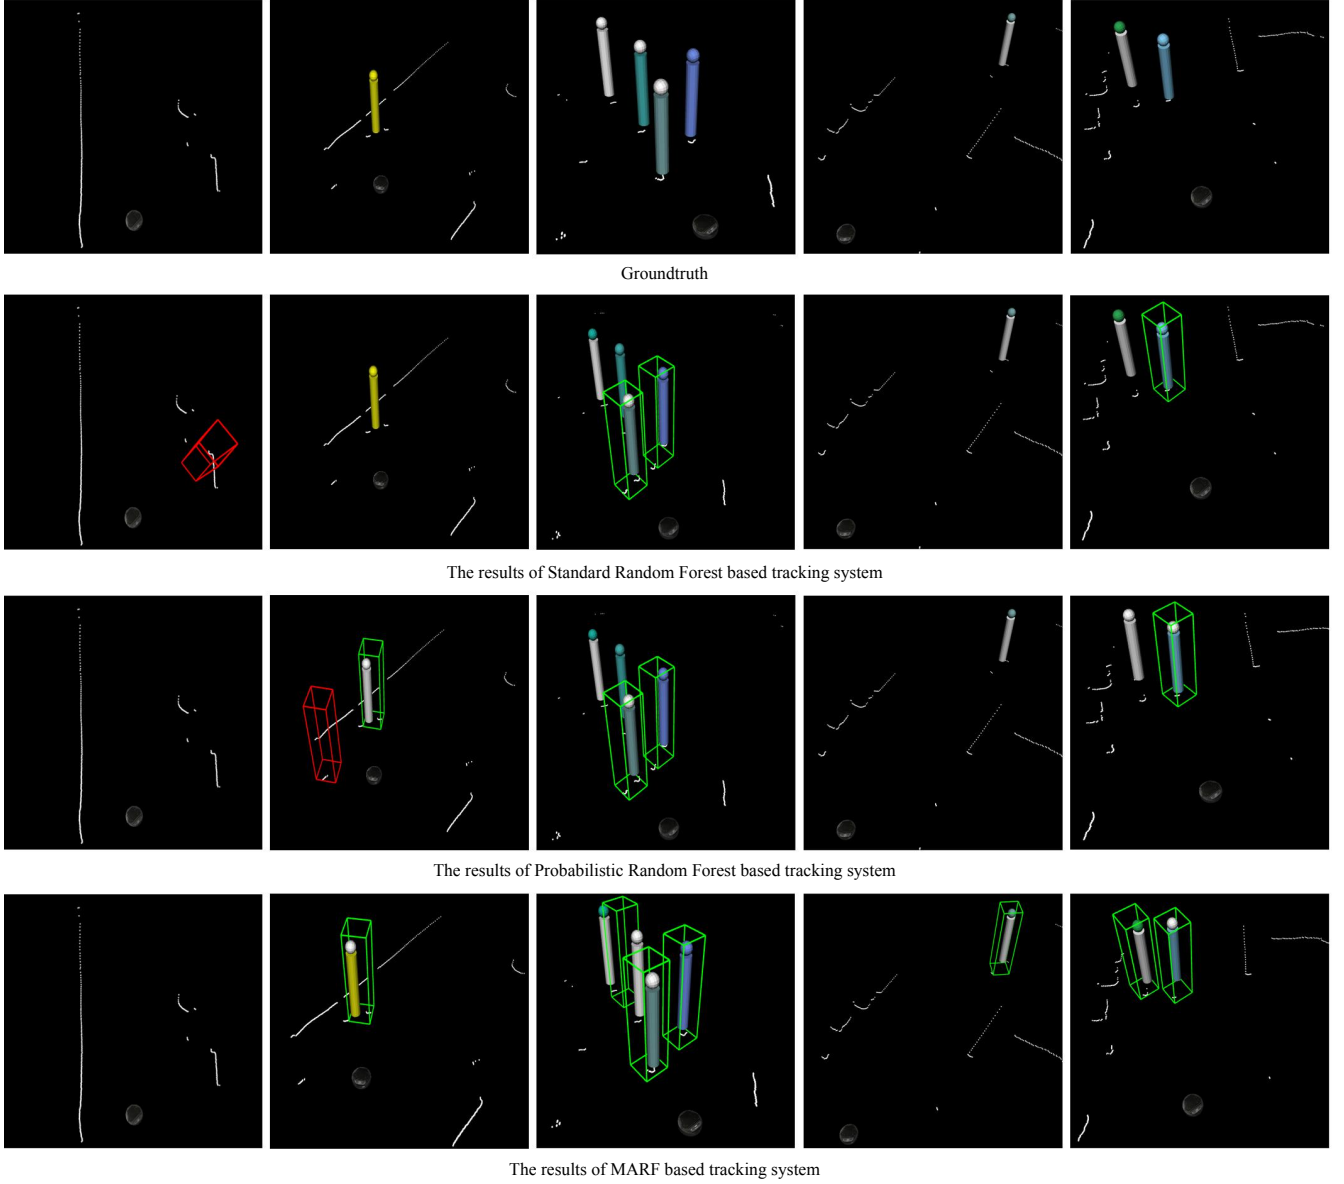 Groundtruth
The results of Standard Random Forest based tracking system
The results of Probabilistic Random Forest based tracking system
The results of MARF based tracking system